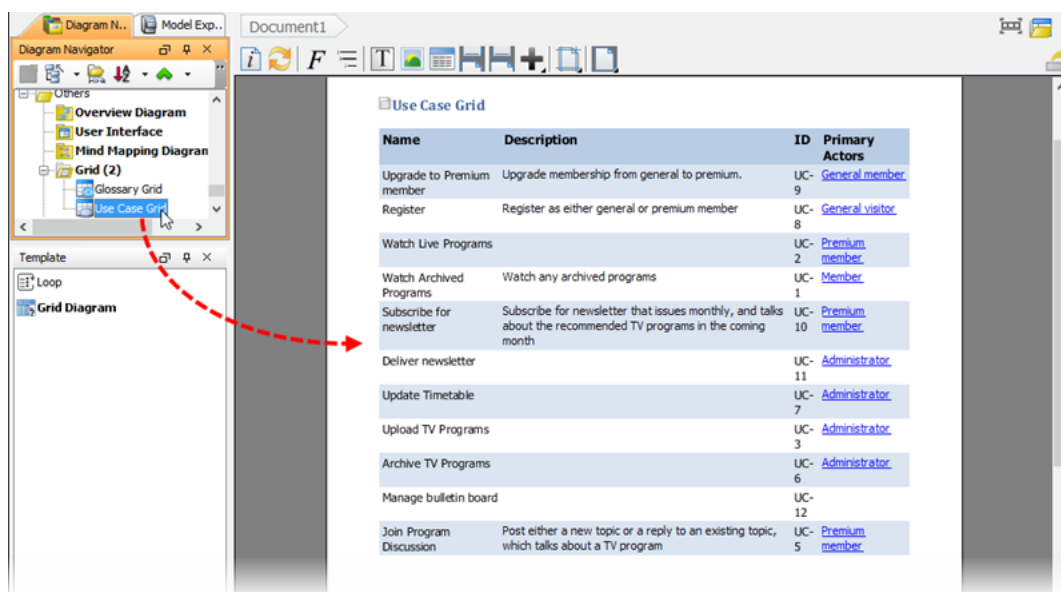 Diagram N..
Model Exp..
Document1
Diagram Navigator
Others
Overview Diagram
User Interface
Mind Mapping Diagran
Grid (2)
Glossary Grid
Use Case Grid
Template
Loop
Grid Diagram
F
T
Use Case Grid
Name Description ID Primary
Actors
Upgrade to Premium Upgrade membership from general to premium. UC- General member
member 9
Register Register as either general or premium member UC- General visitor
8
Watch Live Programs UC- Premium
2 member
Watch Archived Watch any archived programs UC- Member
Programs 1
Subscribe for Subscribe for newsletter that issues monthly, and talks UC- Premium
newsletter about the recommended TV programs in the coming 10 member
month
Deliver newsletter UC- Administrator
11
Update Timetable UC- Administrator
7
Upload TV Programs UC- Administrator
3
Archive TV Programs UC- Administrator
6
Manage bulletin board UC-
12
Join Program Post either a new topic or a reply to an existing topic, UC- Premium
Discussion which talks about a TV program 5 member